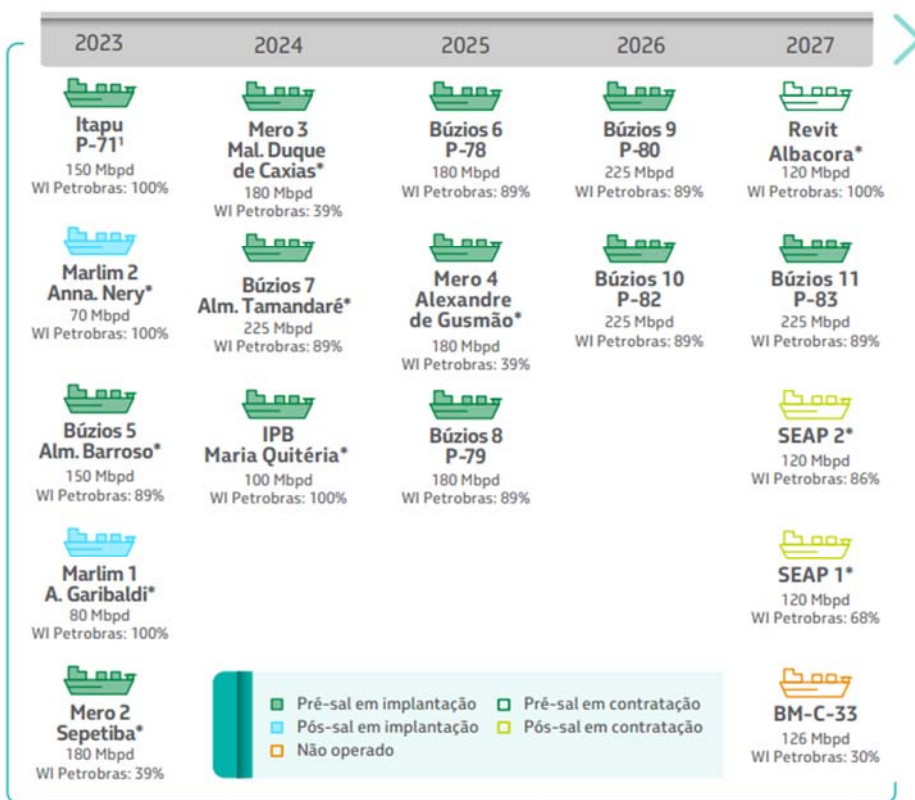 2023
2024
2025
2026
2027
Itapu
P-71¹
150 Mbpd
WI Petrobras: 100%
Mero 3
Mal. Duque
de Caxias*
180 Mbpd
WI Petrobras: 39%
Búzios 6
P-78
180 Mbpd
WI Petrobras: 89%
Búzios 9
P-80
225 Mbpd
WI Petrobras: 89%
Revit
Albacora*
120 Mbpd
WI Petrobras: 100%
Marlim 2
Anna. Nery*
70 Mbpd
WI Petrobras: 100%
Búzios 7
Alm. Tamandaré*
225 Mbpd
WI Petrobras: 89%
Mero 4
Alexandre
de Gusmão*
180 Mbpd
WI Petrobras: 39%
Búzios 10
P-82
225 Mbpd
WI Petrobras: 89%
Búzios 11
P-83
225 Mbpd
WI Petrobras: 89%
Búzios 5
Alm. Barroso*
150 Mbpd
WI Petrobras: 89%
IPB
Maria Quitéria*
100 Mbpd
WI Petrobras: 100%
Búzios 8
P-79
180 Mbpd
WI Petrobras: 89%
SEAP 2*
120 Mbpd
WI Petrobras: 86%
Marlim 1
A. Garibaldi*
80 Mbpd
WI Petrobras: 100%
SEAP 1*
120 Mbpd
WI Petrobras: 68%
Mero 2
Sepetiba*
180 Mbpd
WI Petrobras: 39%
Pré-sal em implantação
Pré-sal em contratação
Pós-sal em implantação
Pós-sal em contratação
Não operado
BM-C-33
126 Mbpd
WI Petrobras: 30%